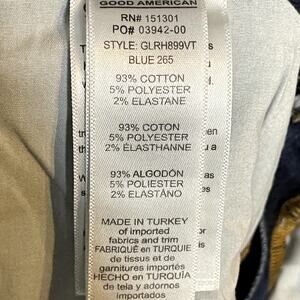 GOOD AMERICAN
RN# 151301
PO# 03942-00
STYLE: GLRH899VT
BLUE 265
93% COTTON
5% POLYESTER
2% ELASTANE
93% COTON
5% POLYESTER
2% ÉLASTHANNE
93% ALGODÓN
5% POLIESTER
2% ELASTANO
MADE IN TURKEY
of imported
fabrics and trim
FABRIQUÉ en TURQUIE
de tissus et de
garnitures importés
HECHO en TURQUÍA
de tela y adornos
importados